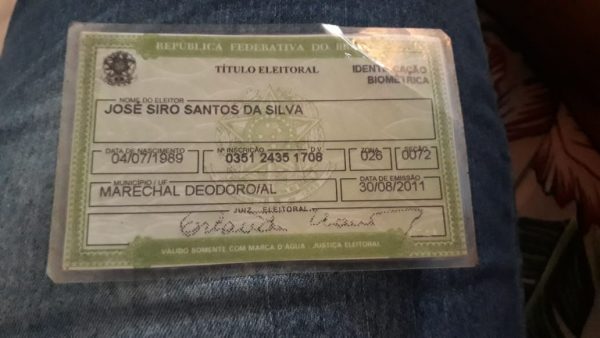 REPÚBLICA FEDERATIVA DO
TÍTULO ELEITORAL
IDENTIFICAÇÃO BIOMÉTRICA
NOME DO ELEITOR
JOSÉ SIRO SANTOS DA SILVA
DATA DE NASCIMENTO Nº INSCRIÇÃO D.V. ZONA SEÇÃO
04/07/1989 0351 2435 1708 026 0072
MUNICÍPIO / UF DATA DE EMISSÃO
MARECHAL DEODORO/AL 30/08/2011
JUIZ ELEITORAL
VÁLIDO SOMENTE COM MARCA D'ÁGUA - JUSTIÇA ELEITORAL